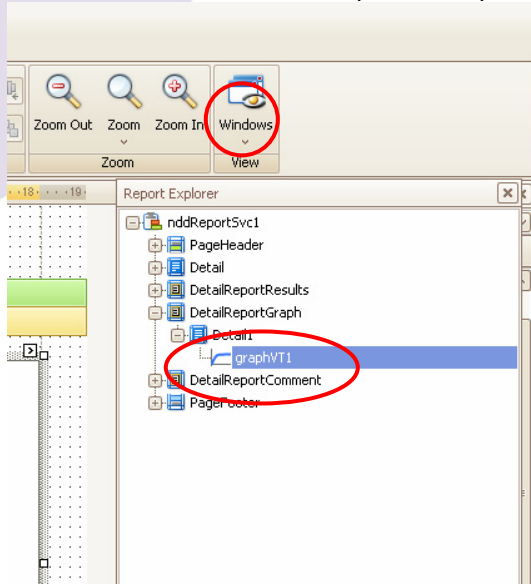 Zoom Out Zoom Zoom In Windows
Zoom View
18 19 Report Explorer
nddReportSvc1
PageHeader
Detail
DetailReportResults
DetailReportGraph
Detail1
graphVT1
DetailReportComment
PageFooter